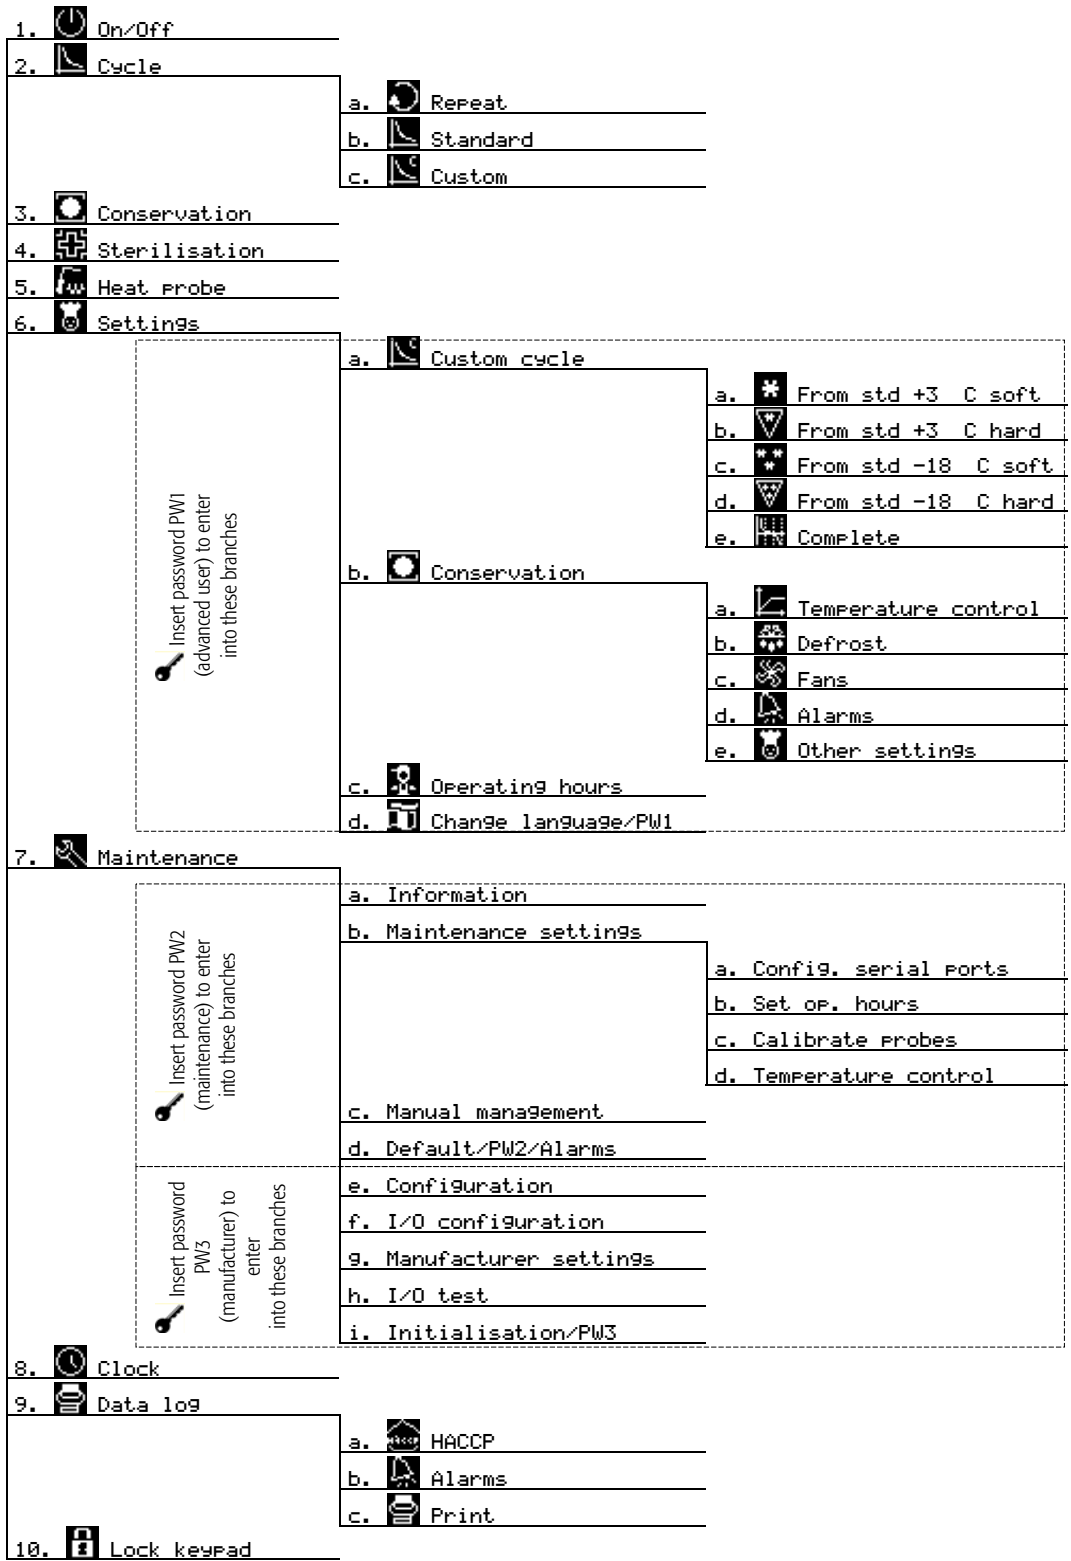 1. On/Off
2. Cycle
a. Repeat
b. Standard
c. Custom
3. Conservation
4. Sterilisation
5. Heat probe
6. Settings
Insert password PW1
(advanced user) to enter
into these branches
a. Custom cycle
a. From std +3 C soft
b. From std +3 C hard
c. From std -18 C soft
d. From std -18 C hard
e. Complete
b. Conservation
a. Temperature control
b. Defrost
c. Fans
d. Alarms
e. Other settings
c. Operating hours
d. Change language/PW1
7. Maintenance
Insert password PW2
(maintenance) to enter
into these branches
a. Information
b. Maintenance settings
a. Config. serial ports
b. Set op. hours
c. Calibrate probes
d. Temperature control
c. Manual management
d. Default/PW2/Alarms
Insert password
PW3
(manufacturer) to
enter
into these branches
e. Configuration
f. I/O configuration
g. Manufacturer settings
h. I/O test
i. Initialisation/PW3
8. Clock
9. Data log
a. HACCP HACCP
b. Alarms
c. Print
10. Lock keypad